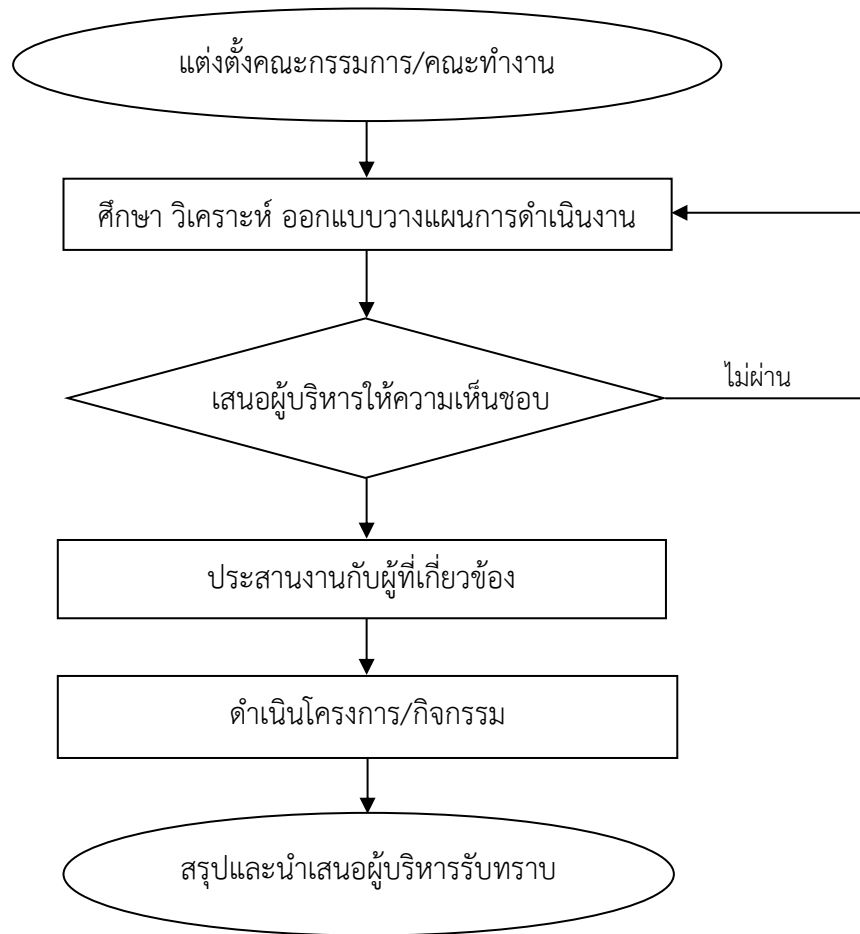 แต่งตั้งคณะกรรมการ/คณะทำงาน
ศึกษา วิเคราะห์ ออกแบบวางแผนการดำเนินงาน
เสนอผู้บริหารให้ความเห็นชอบ
ไม่ผ่าน
ประสานงานกับผู้ที่เกี่ยวข้อง
ดำเนินโครงการ/กิจกรรม
สรุปและนำเสนอผู้บริหารรับทราบ